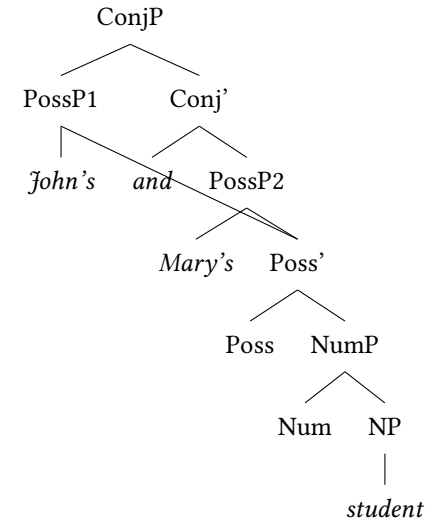 ConjP
PossP1 Conj’
John’s and PossP2
Mary’s Poss’
Poss NumP
Num NP
student